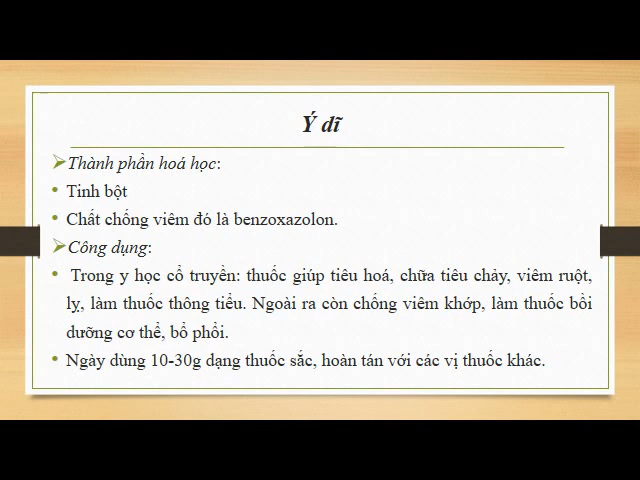 Ý dĩ
Thành phần hoá học:
Tinh bột
Chất chống viêm đó là benzoxazolon.
Công dụng:
Trong y học cổ truyền: thuốc giúp tiêu hoá, chữa tiêu chảy, viêm ruột,
lỵ, làm thuốc thông tiểu. Ngoài ra còn chống viêm khớp, làm thuốc bồi
dưỡng cơ thể, bổ phổi.
Ngày dùng 10-30g dạng thuốc sắc, hoàn tán với các vị thuốc khác.